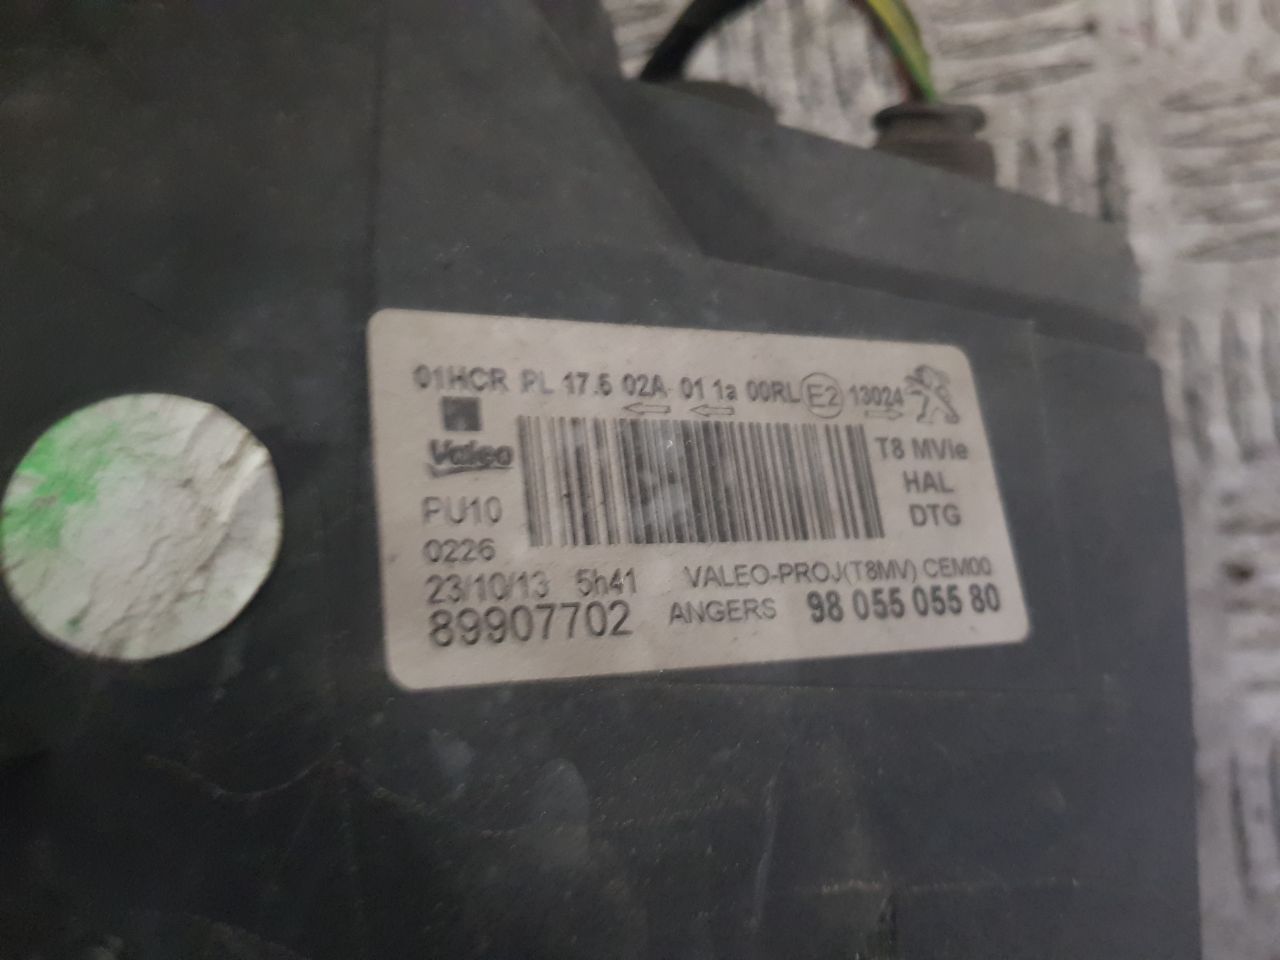 01HCR PL 17.5 02A 01 1a 00RL E2 13024
Valeo
T8 MVIe
HAL
DTG
PU10
0226
23/10/13 5h41 VALEO-PROJ(T8MV) CEM00
89907702 ANGERS 98 055 055 80